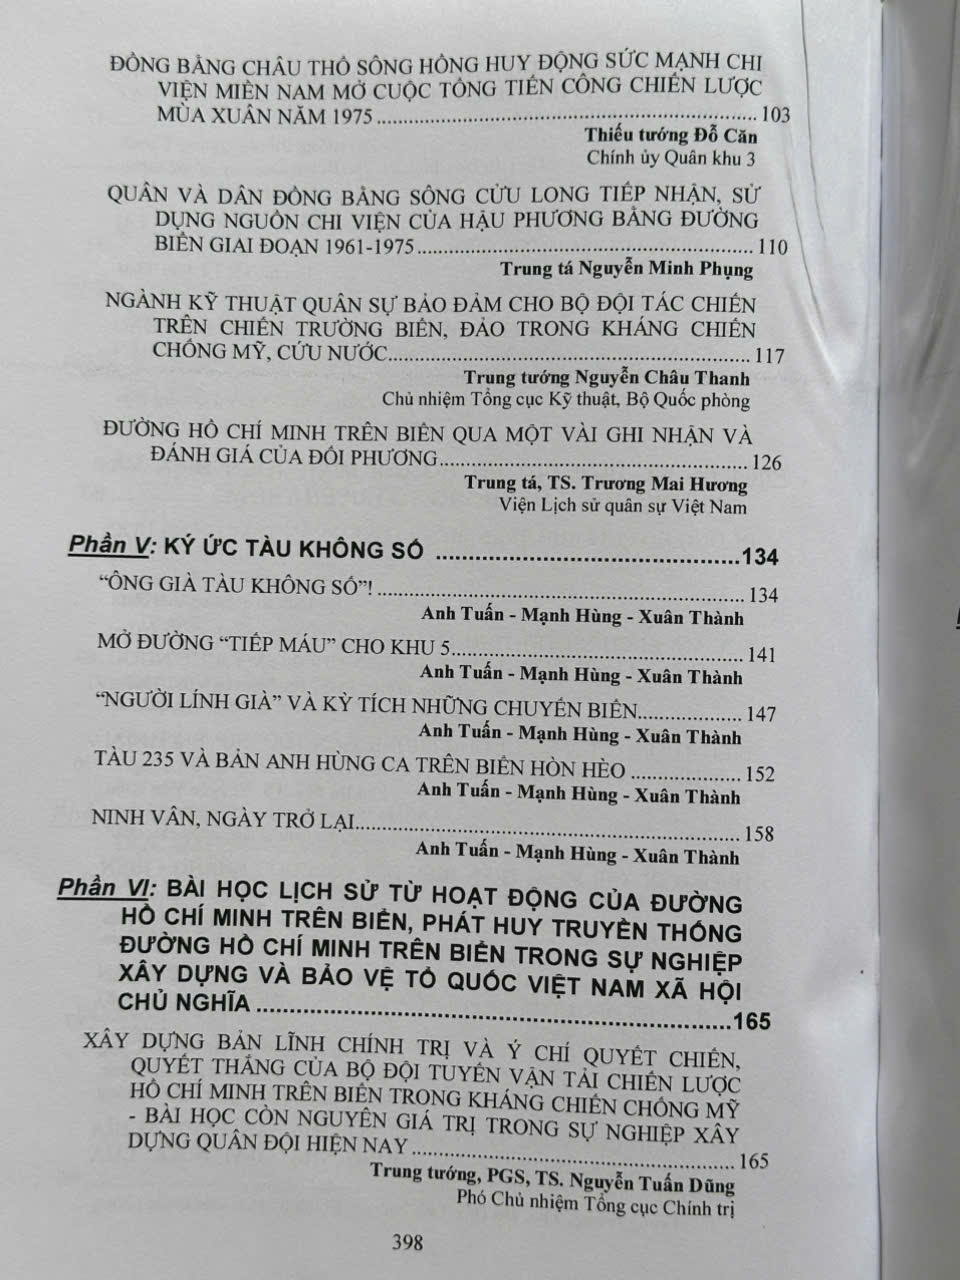 ĐỒNG BẰNG CHÂU THỔ SÔNG HỒNG HUY ĐỘNG SỨC MẠNH CHI
VIỆN MIỀN NAM MỞ CUỘC TỔNG TIẾN CÔNG CHIẾN LƯỢC
MÙA XUÂN NĂM 1975 ........................................ 103
Thiếu tướng Đỗ Căn
Chính ủy Quân khu 3
QUÂN VÀ DÂN ĐỒNG BẰNG SÔNG CỬU LONG TIẾP NHẬN, SỬ
DỤNG NGUỒN CHI VIỆN CỦA HẬU PHƯƠNG BẰNG ĐƯỜNG
BIỂN GIAI ĐOẠN 1961-1975 ........................................ 110
Trung tá Nguyễn Minh Phụng
NGÀNH KỸ THUẬT QUÂN SỰ BẢO ĐẢM CHO BỘ ĐỘI TÁC CHIẾN
TRÊN CHIẾN TRƯỜNG BIỂN, ĐẢO TRONG KHÁNG CHIẾN
CHỐNG MỸ, CỨU NƯỚC ........................................ 117
Trung tướng Nguyễn Châu Thanh
Chủ nhiệm Tổng cục Kỹ thuật, Bộ Quốc phòng
ĐƯỜNG HỒ CHÍ MINH TRÊN BIỂN QUA MỘT VÀI GHI NHẬN VÀ
ĐÁNH GIÁ CỦA ĐỐI PHƯƠNG ........................................ 126
Trung tá, TS. Trương Mai Hương
Viện Lịch sử quân sự Việt Nam
Phần V: KÝ ỨC TÀU KHÔNG SỐ ........................................ 134
“ÔNG GIÀ TÀU KHÔNG SỐ”! ........................................ 134
Anh Tuấn - Mạnh Hùng - Xuân Thành
MỞ ĐƯỜNG “TIẾP MÁU” CHO KHU 5 ........................................ 141
Anh Tuấn - Mạnh Hùng - Xuân Thành
“NGƯỜI LÍNH GIÀ” VÀ KỲ TÍCH NHỮNG CHUYẾN BIỂN ........................................ 147
Anh Tuấn - Mạnh Hùng - Xuân Thành
TÀU 235 VÀ BẢN ANH HÙNG CA TRÊN BIỂN HÒN HÈO ........................................ 152
Anh Tuấn - Mạnh Hùng - Xuân Thành
NINH VÂN, NGÀY TRỞ LẠI ........................................ 158
Anh Tuấn - Mạnh Hùng - Xuân Thành
Phần VI: BÀI HỌC LỊCH SỬ TỪ HOẠT ĐỘNG CỦA ĐƯỜNG
HỒ CHÍ MINH TRÊN BIỂN, PHÁT HUY TRUYỀN THỐNG
ĐƯỜNG HỒ CHÍ MINH TRÊN BIỂN TRONG SỰ NGHIỆP
XÂY DỰNG VÀ BẢO VỆ TỔ QUỐC VIỆT NAM XÃ HỘI
CHỦ NGHĨA ........................................ 165
XÂY DỰNG BẢN LĨNH CHÍNH TRỊ VÀ Ý CHÍ QUYẾT CHIẾN,
QUYẾT THẮNG CỦA BỘ ĐỘI TUYẾN VẬN TẢI CHIẾN LƯỢC
HỒ CHÍ MINH TRÊN BIỂN TRONG KHÁNG CHIẾN CHỐNG MỸ
- BÀI HỌC CÒN NGUYÊN GIÁ TRỊ TRONG SỰ NGHIỆP XÂY
DỰNG QUÂN ĐỘI HIỆN NAY ........................................ 165
Trung tướng, PGS, TS. Nguyễn Tuấn Dũng
Phó Chủ nhiệm Tổng cục Chính trị
398